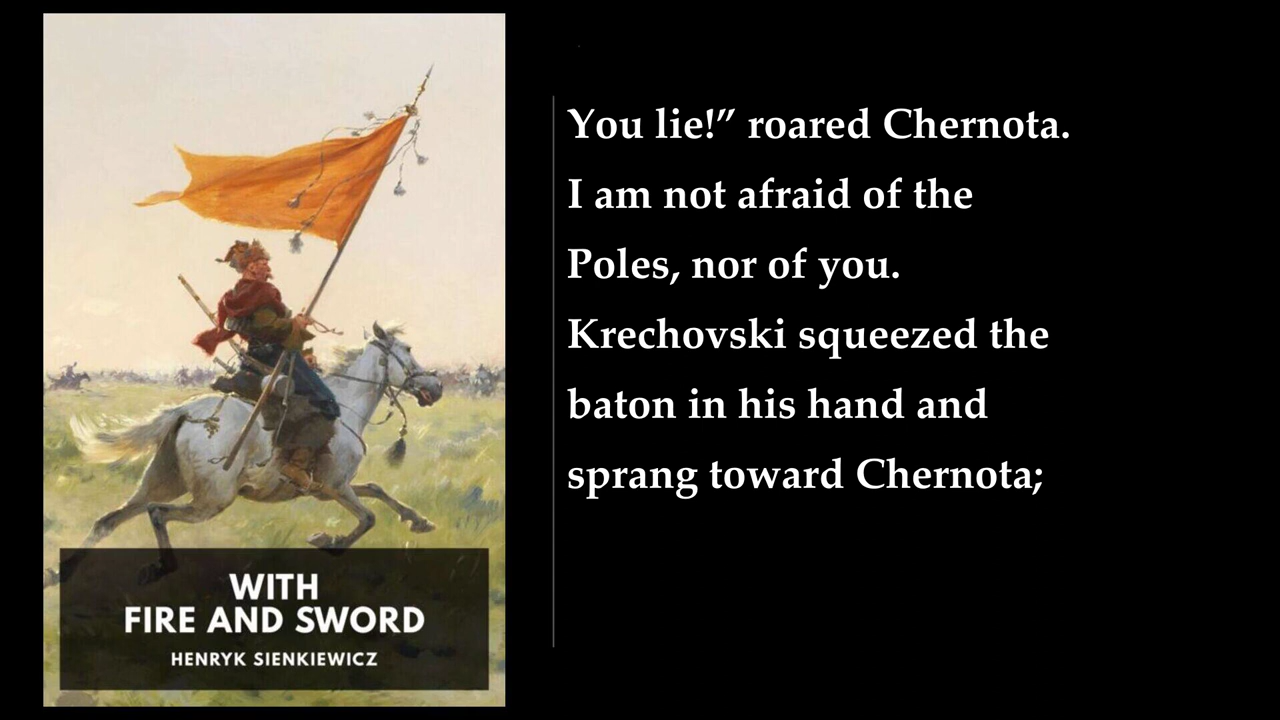 WITH
FIRE AND SWORD
HENRYK SIENKIEWICZ
You lie!” roared Chernota.
I am not afraid of the
Poles, nor of you.
Krechovski squeezed the
baton in his hand and
sprang toward Chernota;